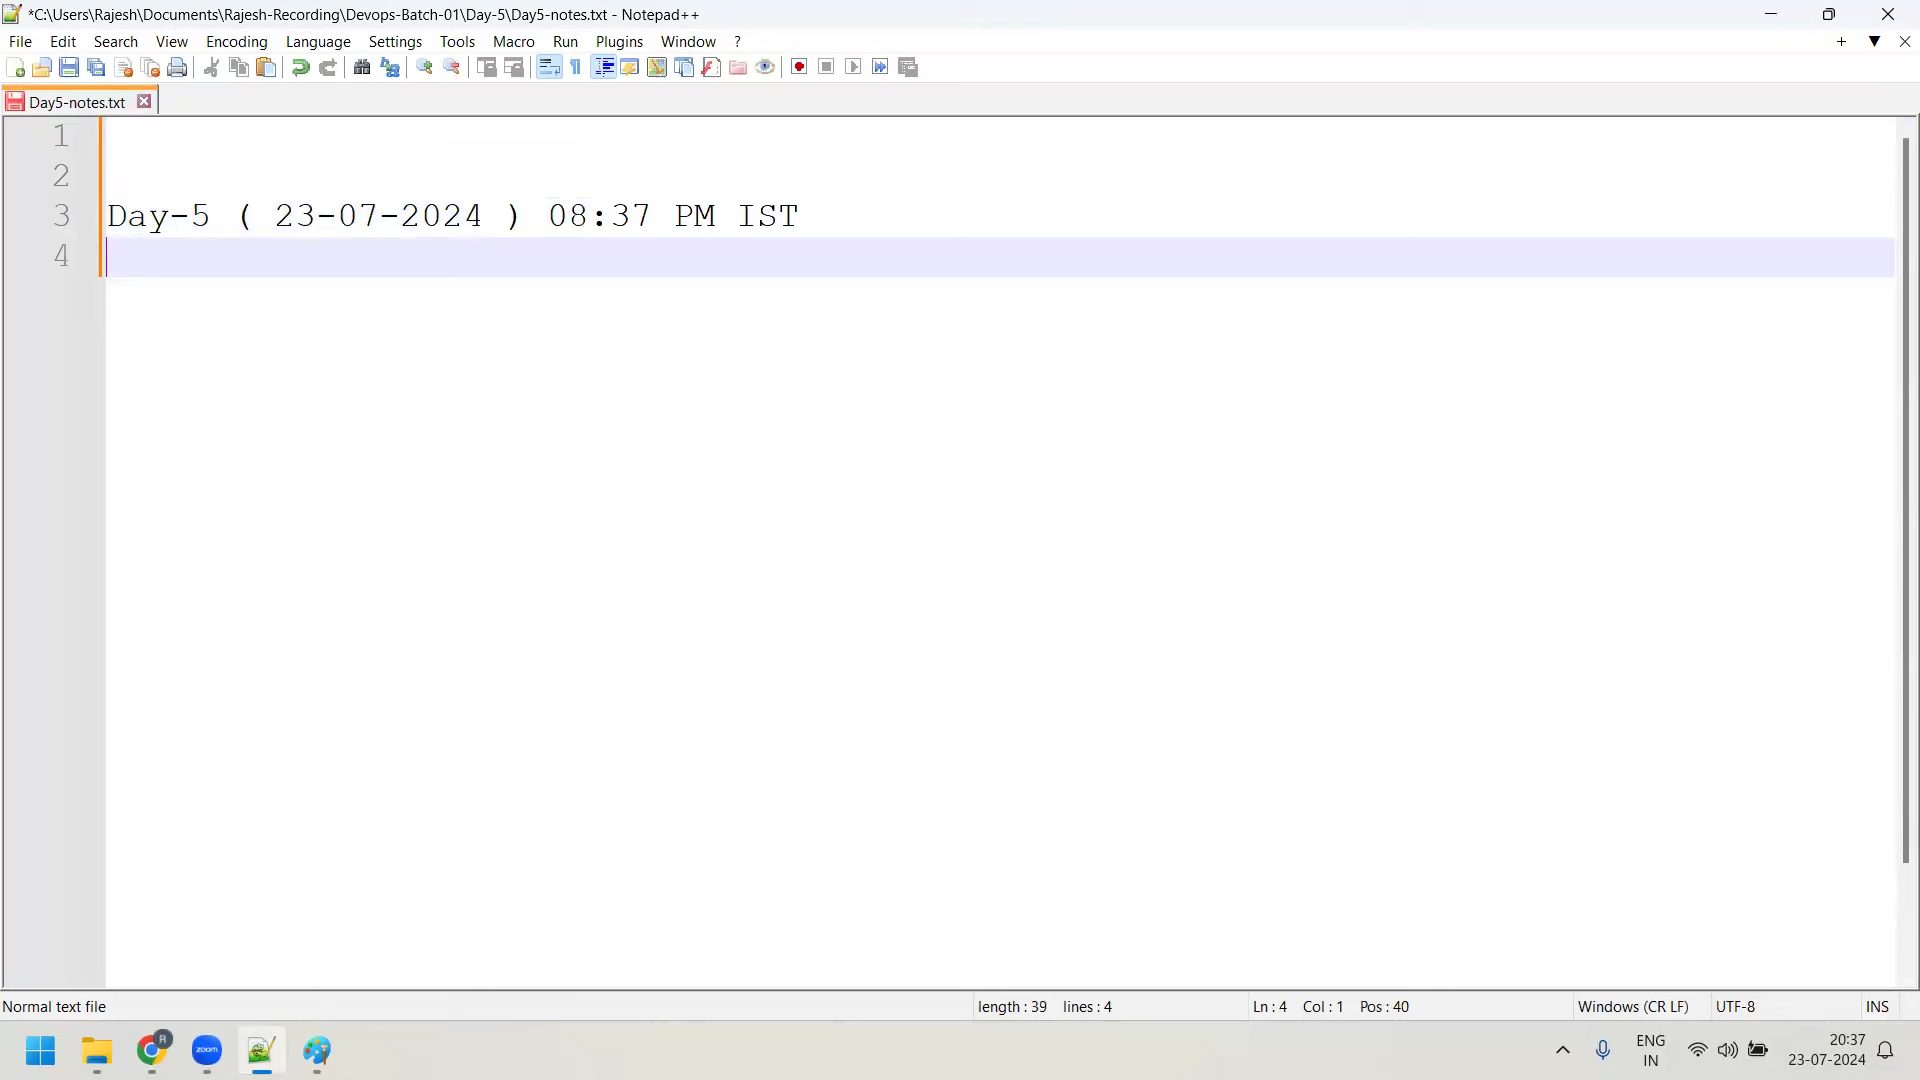 *C:\Users\Rajesh\Documents\Rajesh-Recording\Devops-Batch-01\Day-5\Day5-notes.txt - Notepad++
File Edit Search View Encoding Language Settings Tools Macro Run Plugins Window ?
Day5-notes.txt
1
2
3 Day-5 ( 23-07-2024 ) 08:37 PM IST
4
Normal text file length : 39 lines : 4 Ln : 4 Col : 1 Pos : 40 Windows (CR LF) UTF-8 INS
R
zoom
ENG
IN
20:37
23-07-2024